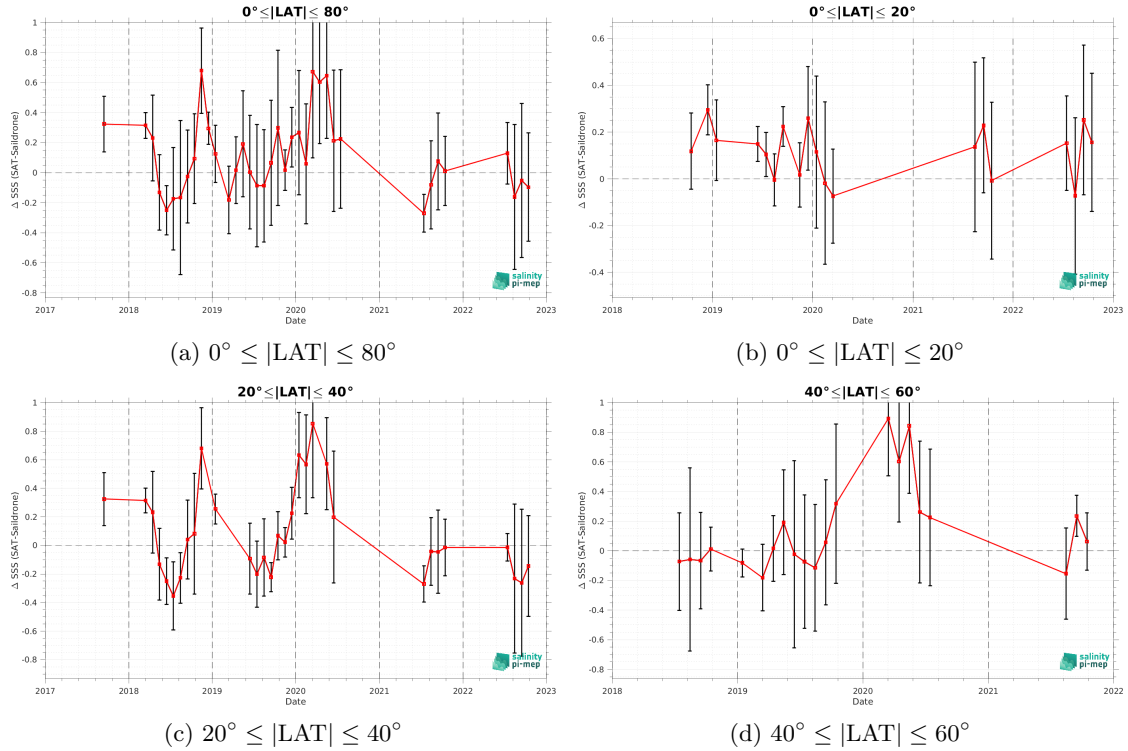 0°≤|LAT|≤ 80°
Δ SSS (SAT-Saildrone)
1
0.8
0.6
0.4
0.2
0
-0.2
-0.4
-0.6
-0.8
2017
2018
2019
2020
2021
2022
2023
Date
salinity
pi-mep
(a) 0° ≤ |LAT| ≤ 80°
0°≤|LAT|≤ 20°
Δ SSS (SAT-Saildrone)
0.6
0.4
0.2
0
-0.2
-0.4
2018
2019
2020
2021
2022
2023
Date
salinity
pi-mep
(b) 0° ≤ |LAT| ≤ 20°
20°≤|LAT|≤ 40°
Δ SSS (SAT-Saildrone)
1
0.8
0.6
0.4
0.2
0
-0.2
-0.4
-0.6
-0.8
2017
2018
2019
2020
2021
2022
2023
Date
salinity
pi-mep
(c) 20° ≤ |LAT| ≤ 40°
40°≤|LAT|≤ 60°
Δ SSS (SAT-Saildrone)
1
0.8
0.6
0.4
0.2
0
-0.2
-0.4
-0.6
-0.8
2018
2019
2020
2021
2022
Date
salinity
pi-mep
(d) 40° ≤ |LAT| ≤ 60°